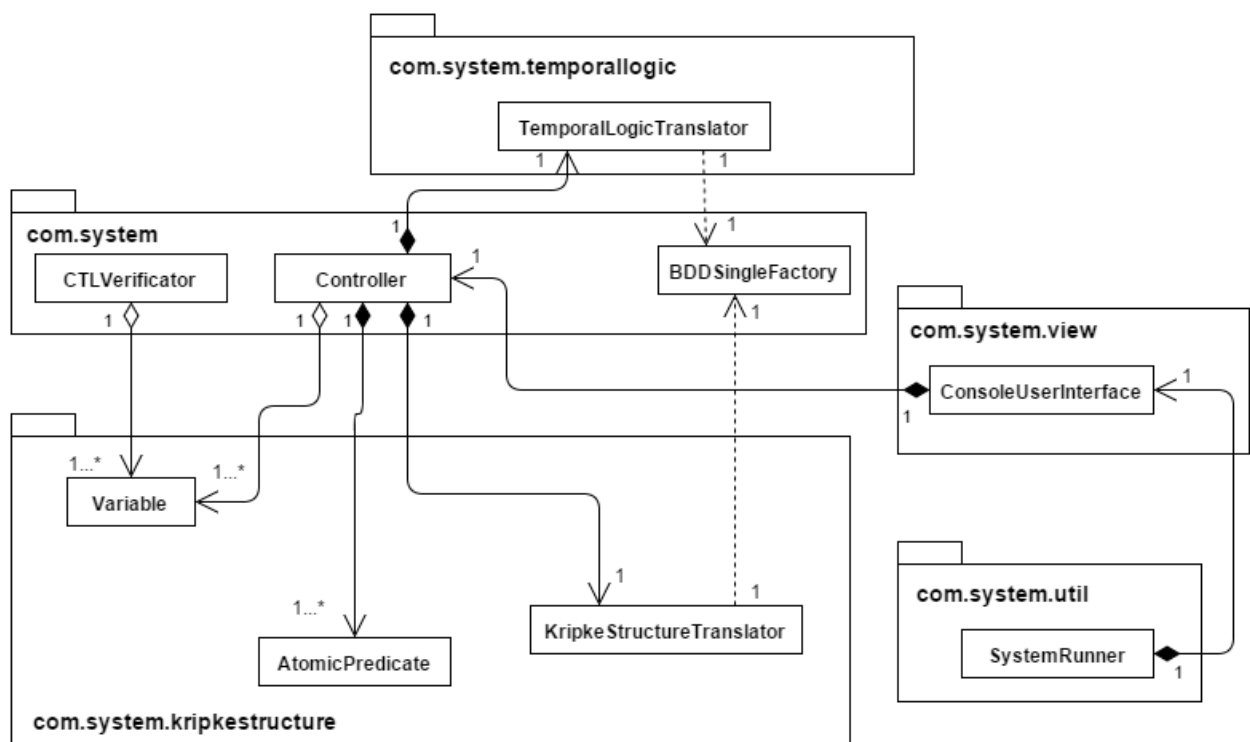 com.system.temporallogic
TemporalLogicTranslator
1
1
1
1
com.system
1
CTLVerificator
Controller
BDDSingleFactory
1
1
1
1
1
com.system.view
ConsoleUserInterface
1
1
1...*
1...*
Variable
1
1
com.system.util
1...*
KripkeStructureTranslator
AtomicPredicate
SystemRunner
1
com.system.kripkestructure